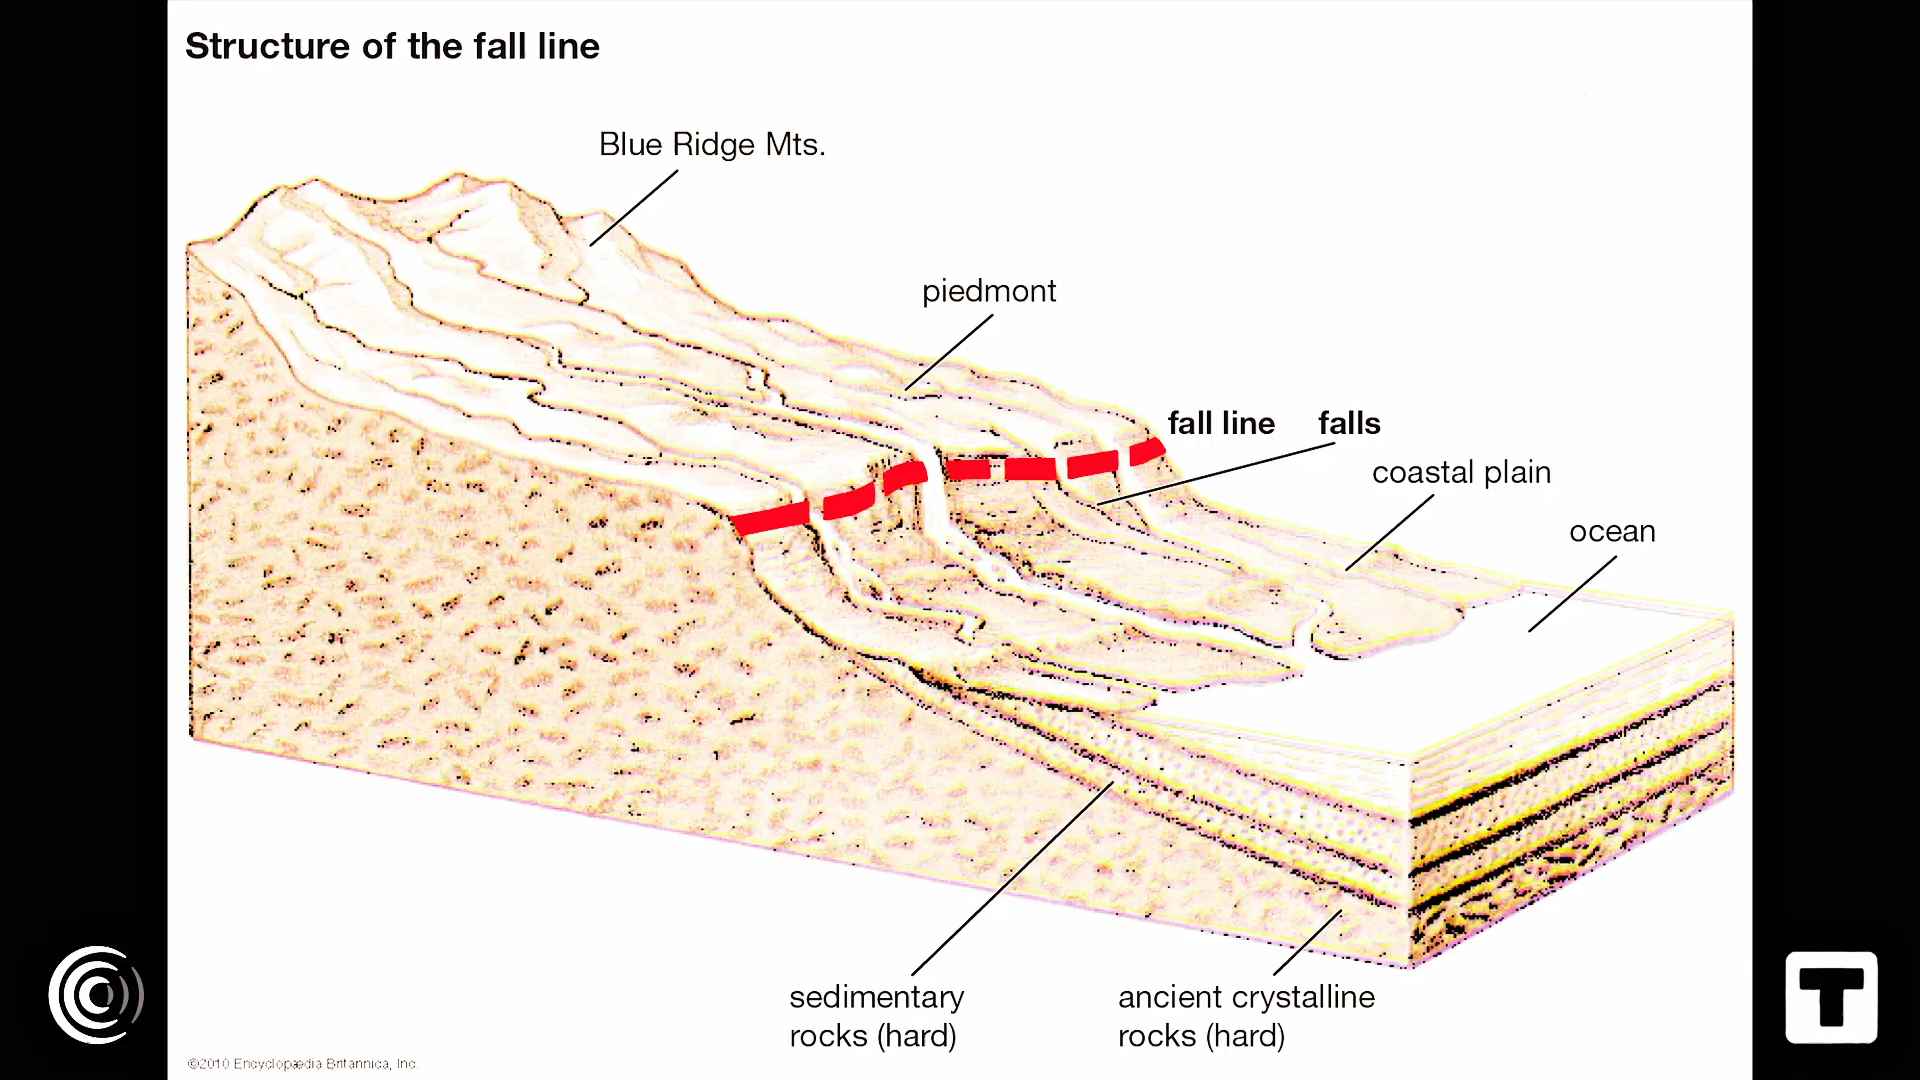 Structure of the fall line
Blue Ridge Mts.
piedmont
fall line
falls
coastal plain
ocean
sedimentary
rocks (hard)
ancient crystalline
rocks (hard)
©2010 Encyclopædia Britannica, Inc.
T